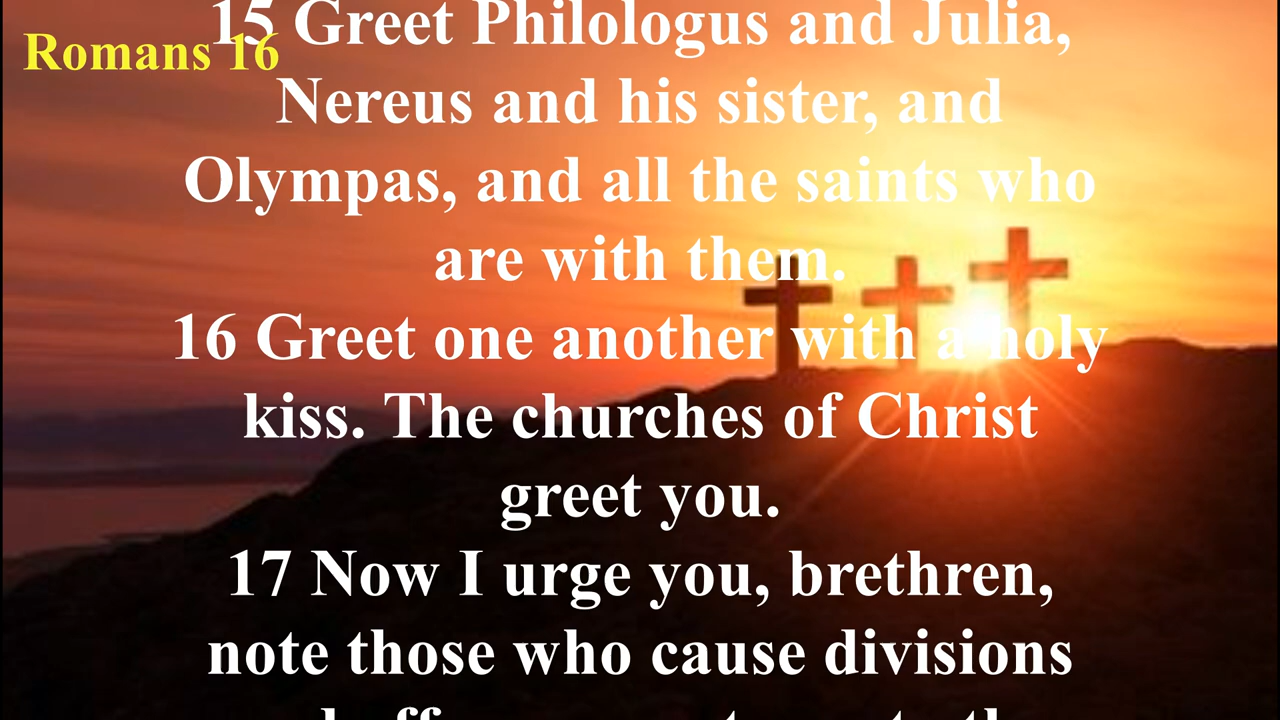 Romans 16
15 Greet Philologus and Julia,
Nereus and his sister, and
Olympas, and all the saints who
are with them.
16 Greet one another with a holy
kiss. The churches of Christ
greet you.
17 Now I urge you, brethren,
note those who cause divisions